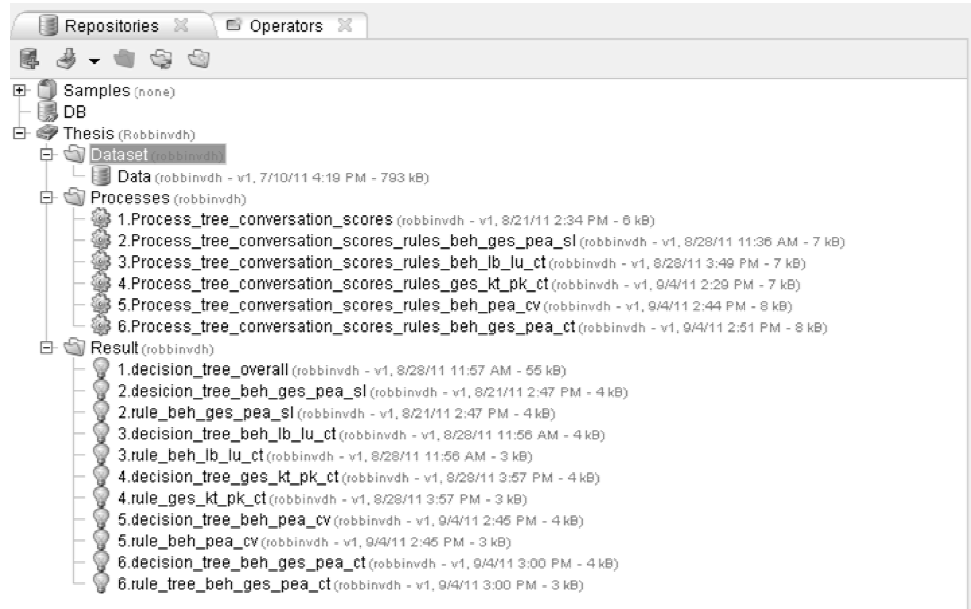 Repositories Operators
Samples (none)
DB
Thesis (Robbinvdh)
Dataset (robbinvdh)
Data (robbinvdh - v1, 7/10/11 4:19 PM - 793 kB)
Processes (robbinvdh)
1.Process_tree_conversation_scores (robbinvdh - v1, 8/21/11 2:34 PM - 6 kB)
2.Process_tree_conversation_scores_rules_beh_ges_pea_sl (robbinvdh - v1, 8/28/11 11:36 AM - 7 kB)
3.Process_tree_conversation_scores_rules_beh_lb_lu_ct (robbinvdh - v1, 8/28/11 3:49 PM - 7 kB)
4.Process_tree_conversation_scores_rules_ges_kt_pk_ct (robbinvdh - v1, 9/4/11 2:29 PM - 7 kB)
5.Process_tree_conversation_scores_rules_beh_pea_cv (robbinvdh - v1, 9/4/11 2:44 PM - 8 kB)
6.Process_tree_conversation_scores_rules_beh_ges_pea_ct (robbinvdh - v1, 9/4/11 2:51 PM - 8 kB)
Result (robbinvdh)
1.decision_tree_overall (robbinvdh - v1, 8/28/11 11:57 AM - 55 kB)
2.desicion_tree_beh_ges_pea_sl (robbinvdh - v1, 8/21/11 2:47 PM - 4 kB)
2.rule_beh_ges_pea_sl (robbinvdh - v1, 8/21/11 2:47 PM - 4 kB)
3.decision_tree_beh_lb_lu_ct (robbinvdh - v1, 8/28/11 11:56 AM - 4 kB)
3.rule_beh_lb_lu_ct (robbinvdh - v1, 8/28/11 11:56 AM - 3 kB)
4.decision_tree_ges_kt_pk_ct (robbinvdh - v1, 8/28/11 3:57 PM - 4 kB)
4.rule_ges_kt_pk_ct (robbinvdh - v1, 8/28/11 3:57 PM - 3 kB)
5.decision_tree_beh_pea_cv (robbinvdh - v1, 9/4/11 2:45 PM - 4 kB)
5.rule_beh_pea_cv (robbinvdh - v1, 9/4/11 2:45 PM - 3 kB)
6.decision_tree_beh_ges_pea_ct (robbinvdh - v1, 9/4/11 3:00 PM - 4 kB)
6.rule_tree_beh_ges_pea_ct (robbinvdh - v1, 9/4/11 3:00 PM - 3 kB)